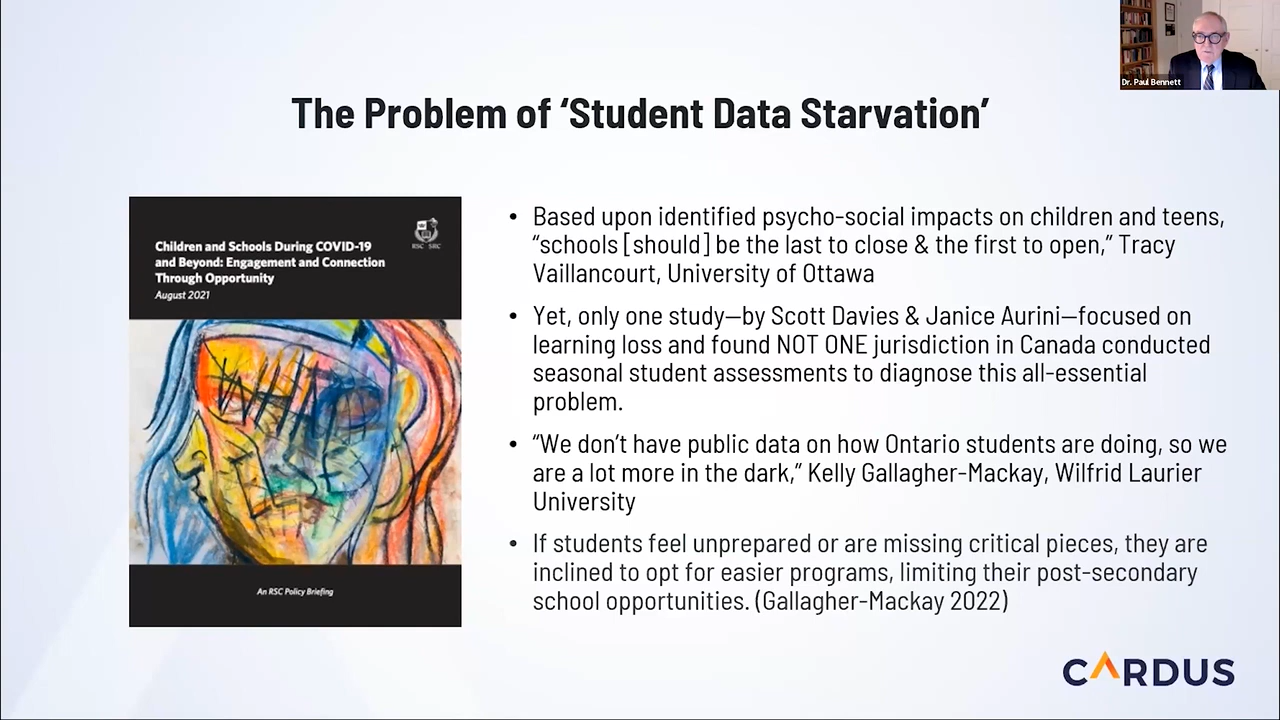 Dr. Paul Bennett
The Problem of ‘Student Data Starvation’
RSC SRC
Children and Schools During COVID-19
and Beyond: Engagement and Connection
Through Opportunity
August 2021
An RSC Policy Briefing
• Based upon identified psycho-social impacts on children and teens,
“schools [should] be the last to close & the first to open,” Tracy
Vaillancourt, University of Ottawa
• Yet, only one study—by Scott Davies & Janice Aurini—focused on
learning loss and found NOT ONE jurisdiction in Canada conducted
seasonal student assessments to diagnose this all-essential
problem.
• “We don’t have public data on how Ontario students are doing, so we
are a lot more in the dark,” Kelly Gallagher-Mackay, Wilfrid Laurier
University
• If students feel unprepared or are missing critical pieces, they are
inclined to opt for easier programs, limiting their post-secondary
school opportunities. (Gallagher-Mackay 2022)
CARDUS